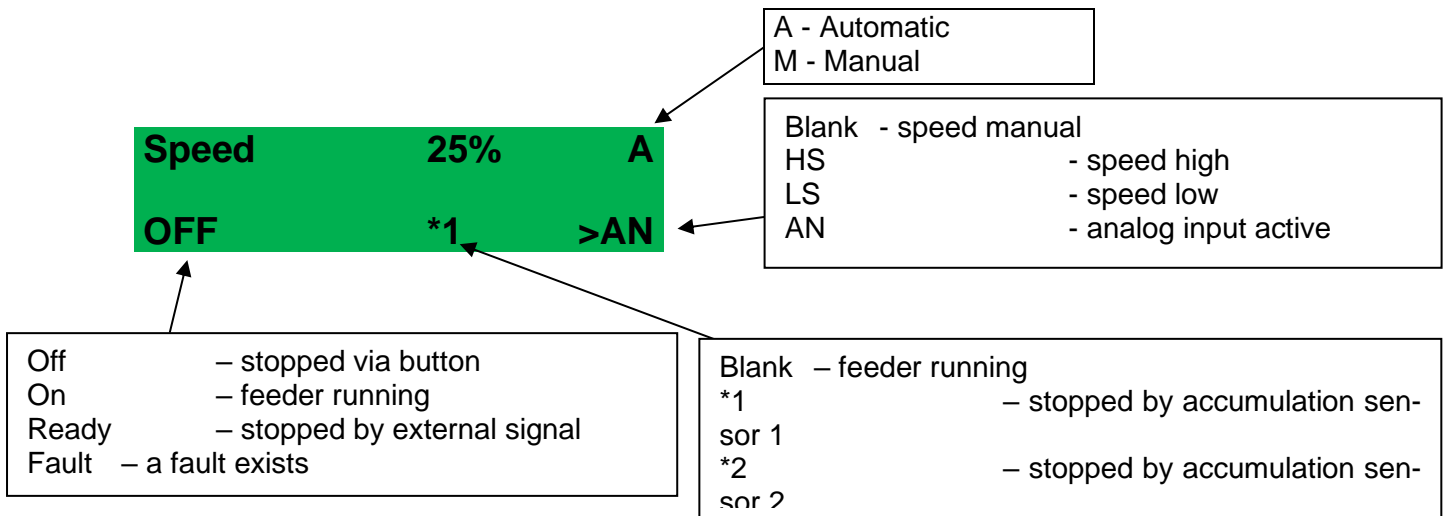 A - Automatic
M - Manual
Speed 25% A
OFF *1 >AN
Blank - speed manual
HS - speed high
LS - speed low
AN - analog input active
Off – stopped via button
On – feeder running
Ready – stopped by external signal
Fault – a fault exists
Blank – feeder running
*1 – stopped by accumulation sen-
sor 1
*2 – stopped by accumulation sen-
sor 2